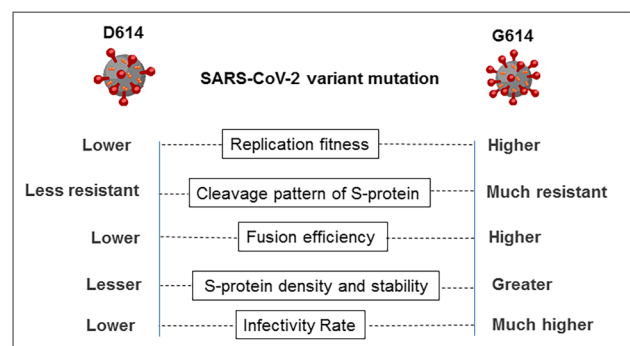 D614 G614
SARS-CoV-2 variant mutation
Lower Replication fitness Higher
Less resistant Cleavage pattern of S-protein Much resistant
Lower Fusion efficiency Higher
Lesser S-protein density and stability Greater
Lower Infectivity Rate Much higher